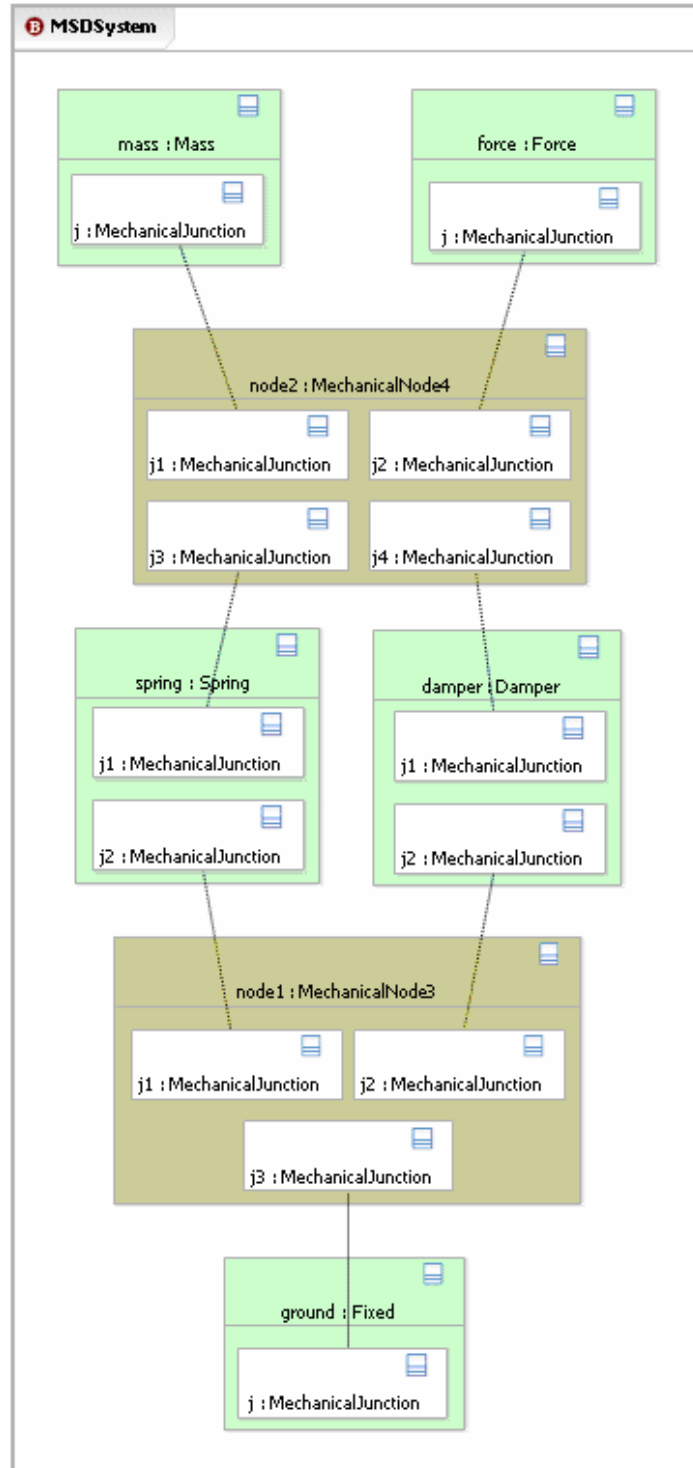 B MSDSystem
mass : Mass
j : MechanicalJunction
force : Force
j : MechanicalJunction
node2 : MechanicalNode4
j1 : MechanicalJunction
j2 : MechanicalJunction
j3 : MechanicalJunction
j4 : MechanicalJunction
spring : Spring
j1 : MechanicalJunction
j2 : MechanicalJunction
damper : Damper
j1 : MechanicalJunction
j2 : MechanicalJunction
node1 : MechanicalNode3
j1 : MechanicalJunction
j2 : MechanicalJunction
j3 : MechanicalJunction
ground : Fixed
j : MechanicalJunction